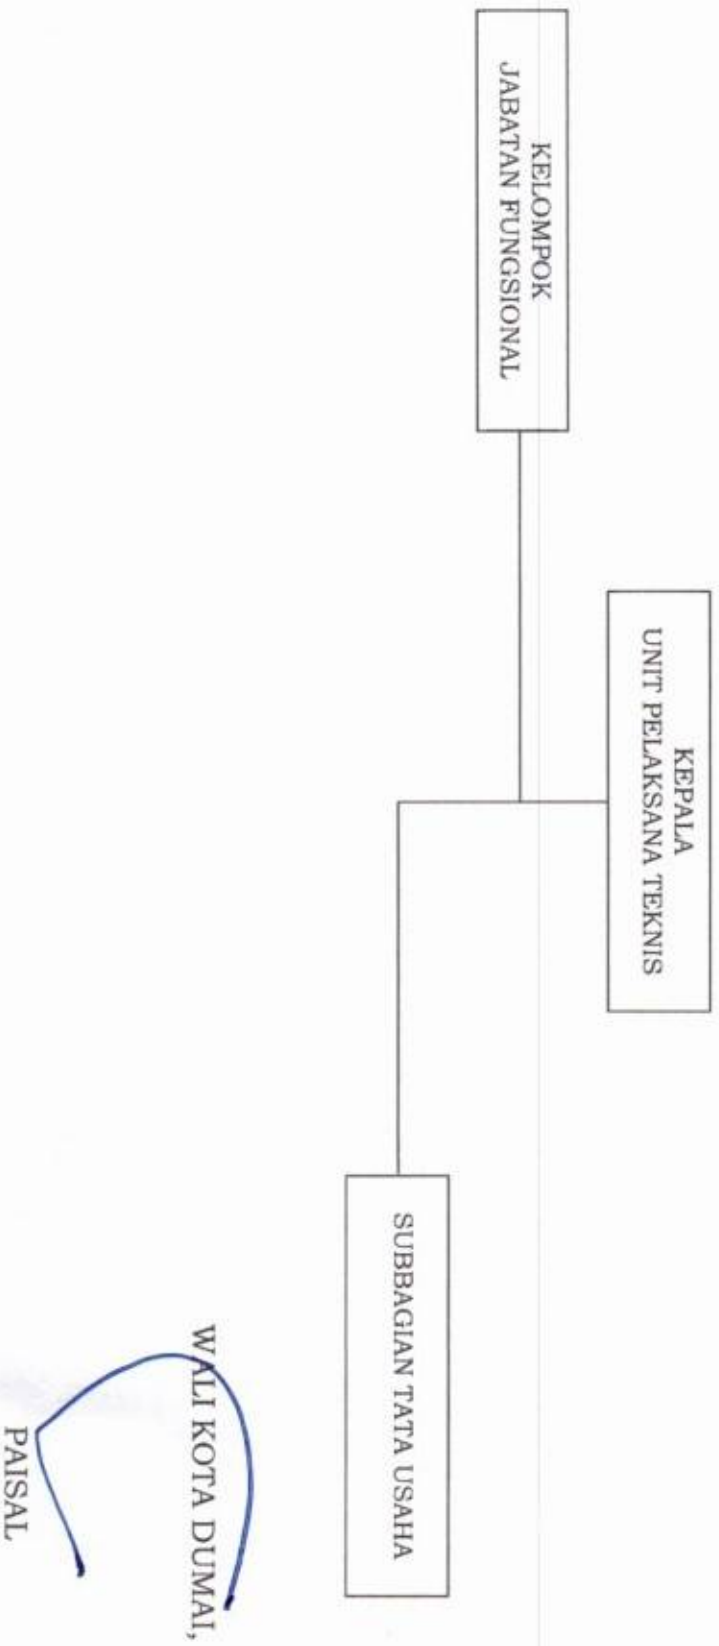 KEPALA
UNIT PELAKSANA TEKNIS
KELOMPOK
JABATAN FUNGSIONAL
SUBBAGIAN TATA USAHA
WALI KOTA DUMAI,
PAISAL